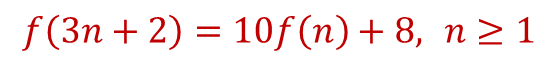 f(3n + 2) = 10f(n) + 8, n ≥ 1